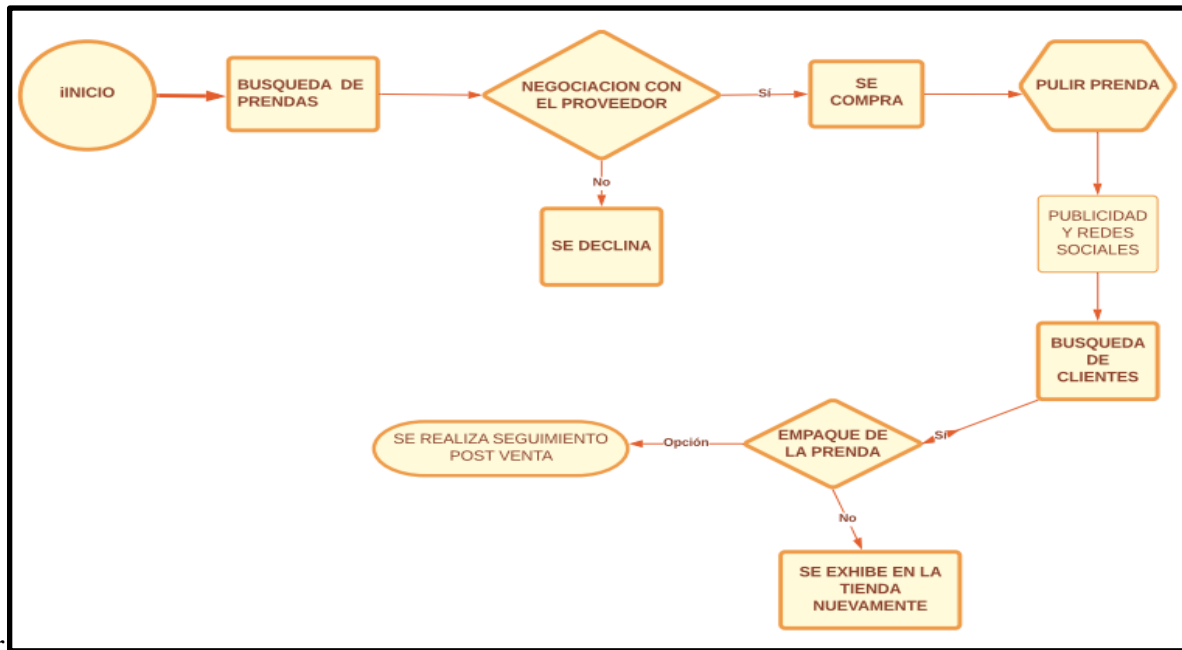 iINICIO
BUSQUEDA DE
PRENDAS
NEGOCIACION CON
EL PROVEEDOR
Sí
SE
COMPRA
PULIR PRENDA
No
SE DECLINA
PUBLICIDAD
Y REDES
SOCIALES
BUSQUEDA
DE
CLIENTES
Sí
EMPAQUE DE
LA PRENDA
Opción
SE REALIZA SEGUIMIENTO
POST VENTA
No
SE EXHIBE EN LA
TIENDA
NUEVAMENTE